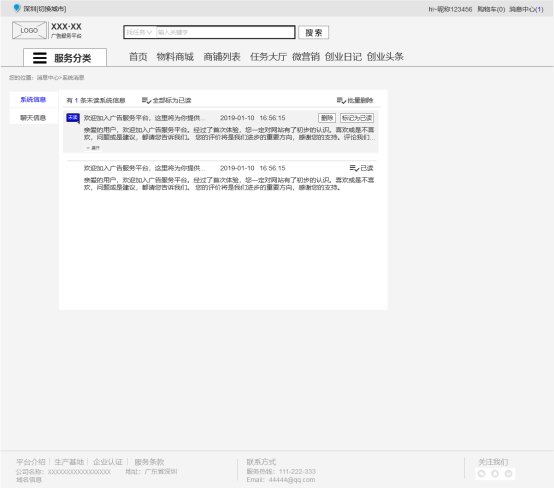 深圳[切换城市]
hi~昵称123456 购物车(0) 消息中心(1)
LOGO
XXX·XX
广告服务平台
找任务 输入关键字
搜 索
服务分类
首页 物料商城 商铺列表 任务大厅 微营销 创业日记 创业头条
您的位置：消息中心>系统消息
系统信息
聊天信息
有 1 条未读系统信息 全部标为已读 批量删除
未读 欢迎加入广告服务平台，这里将为你提供... 2019-01-10 16:56:15 删除 标记为已读
亲爱的用户，欢迎加入广告服务平台。经过了首次体验，您一定对网站有了初步的认识。喜欢或是不喜
欢，问题或是建议，都请您告诉我们。 您的评价将是我们进步的重要方向，感谢您的支持。评论我们...
展开
欢迎加入广告服务平台，这里将为你提供... 2019-01-10 16:56:15 已读
亲爱的用户，欢迎加入广告服务平台。经过了首次体验，您一定对网站有了初步的认识。喜欢或是不喜
欢，问题或是建议，都请您告诉我们。 您的评价将是我们进步的重要方向，感谢您的支持。
平台介绍 生产基地 企业认证 服务条款
公司名称：XXXXXXXXXXXXXXXXX 地址：广东省深圳
域名信息
联系方式
服务热线：111-222-333
Email：44444@qq.com
关注我们